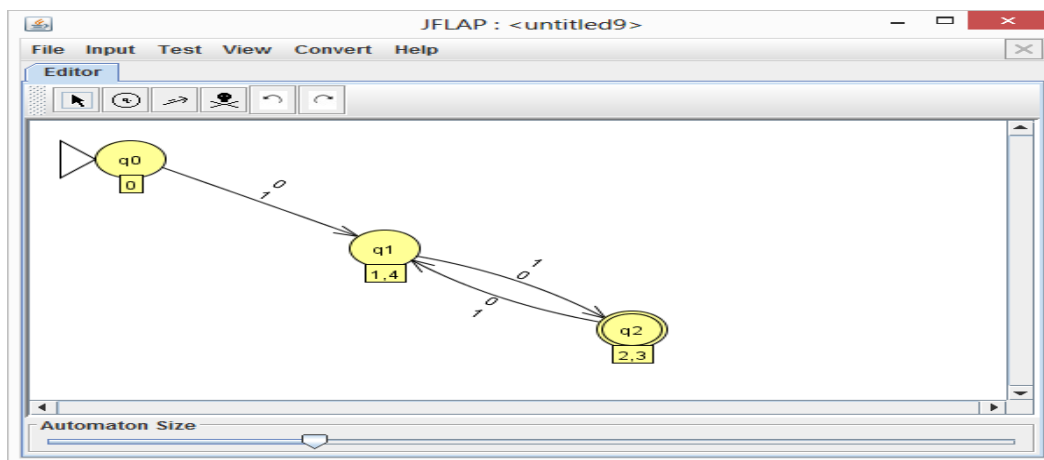 JFLAP : <untitled9>
File Input Test View Convert Help
Editor
q0
0
0
1
q1
1,4
1
0
0
1
q2
2,3
Automaton Size